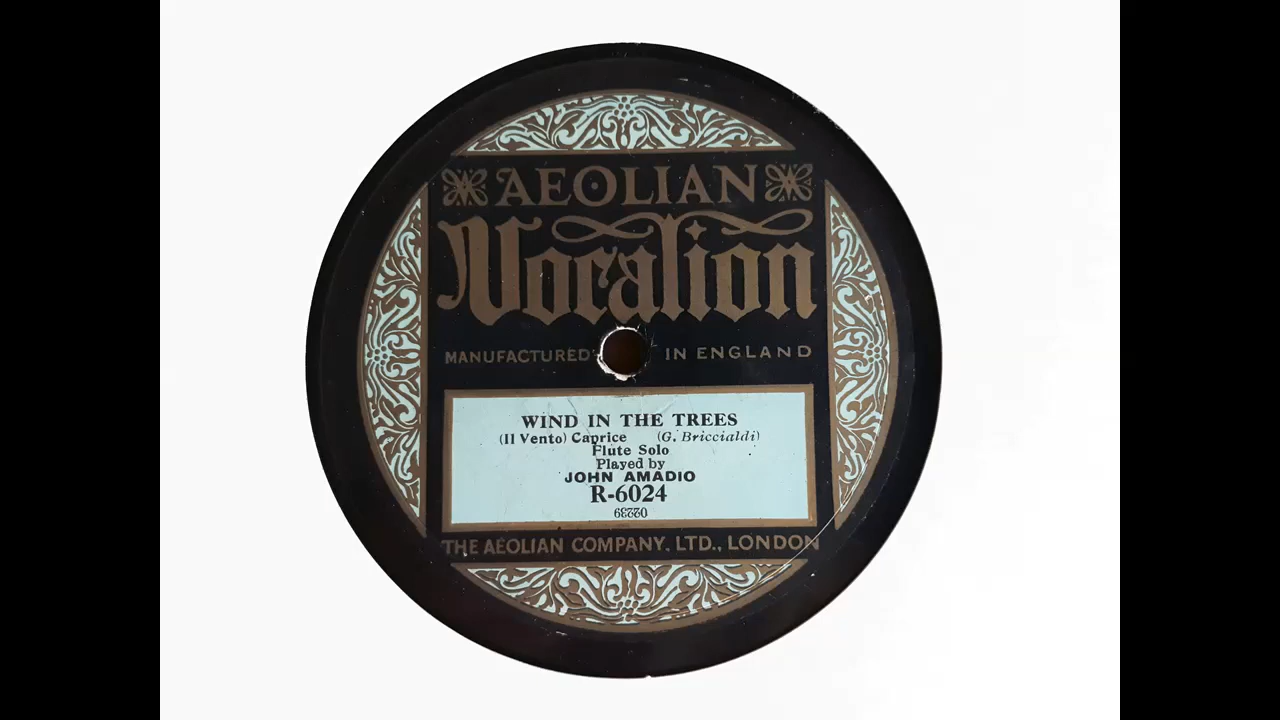 AEOLIAN
Vocalion
MANUFACTURED IN ENGLAND
WIND IN THE TREES
(Il Vento) Caprice (G. Briccialdi)
Flute Solo
Played by
JOHN AMADIO
R-6024
02239
THE AEOLIAN COMPANY, LTD., LONDON